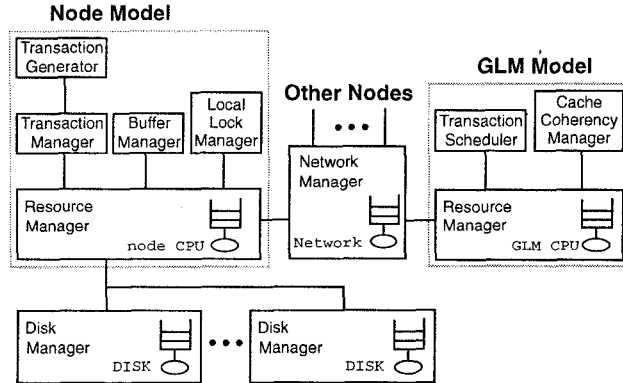 Node Model
Transaction
Generator
GLM Model
Other Nodes
Transaction
Manager
Buffer
Manager
Local
Lock
Manager
Transaction
Scheduler
Cache
Coherency
Manager
Network
Manager
Resource
Manager
node CPU
Network
Resource
Manager
GLM CPU
Disk
Manager
DISK
Disk
Manager
DISK